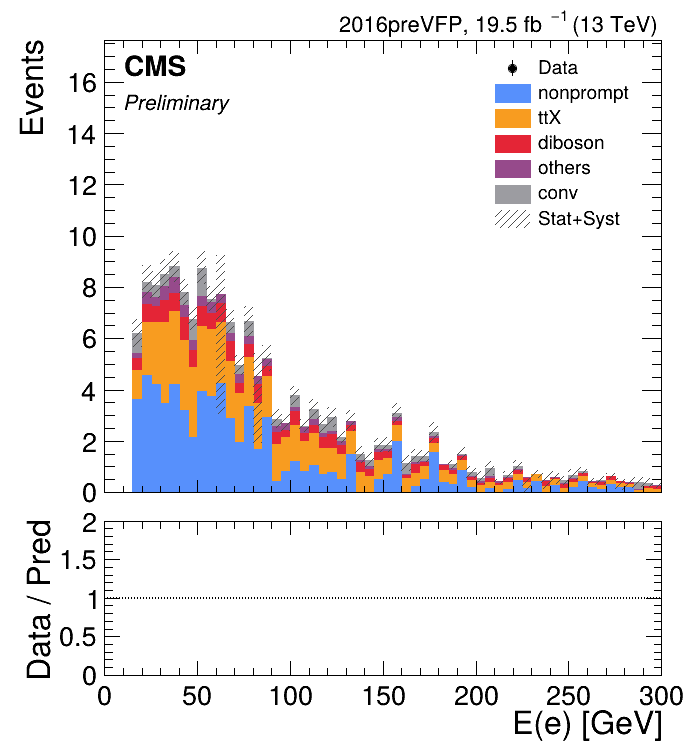 2016preVFP, 19.5 fb⁻¹ (13 TeV)
CMS
Preliminary
Events
Data
nonprompt
ttX
diboson
others
conv
Stat+Syst
16
14
12
10
8
6
4
2
0
Data / Pred
2
1.5
1
0.5
0
0 50 100 150 200 250 300
E(e) [GeV]